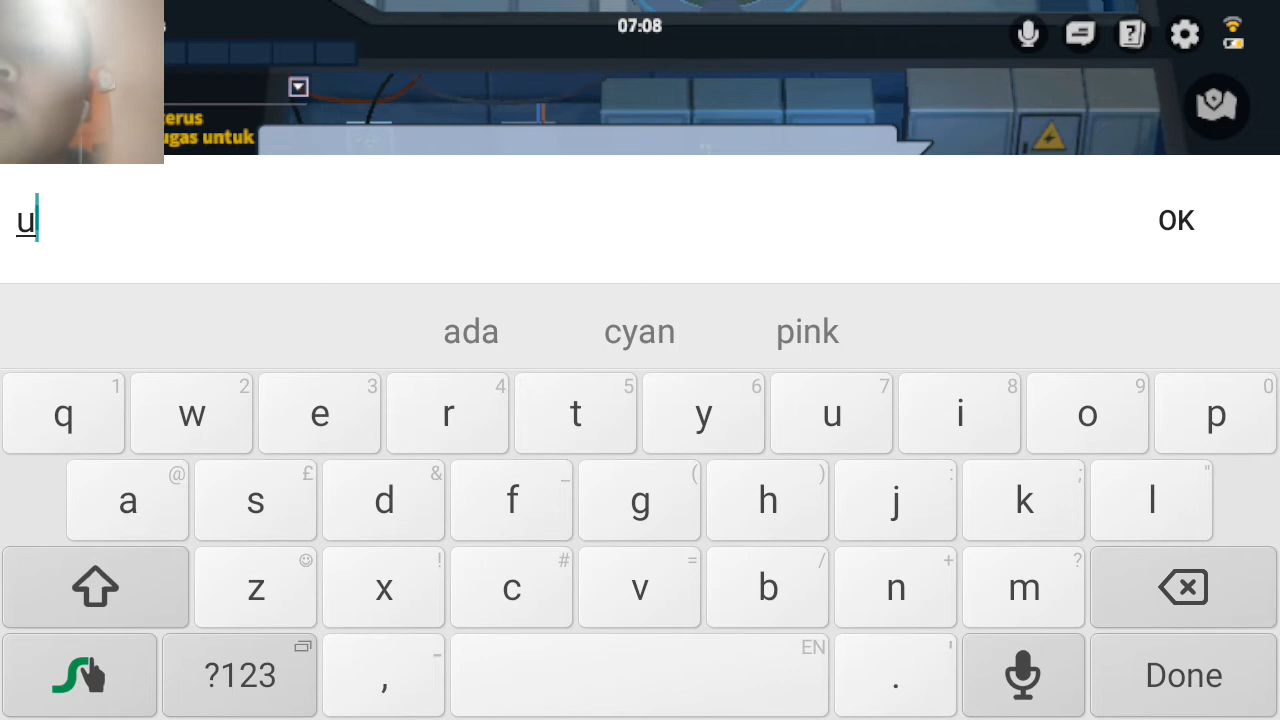 07:08
terus
ugas untuk
u
OK
ada cyan pink
1 2 3 4 5 6 7 8 9 0
q w e r t y u i o p
@ £ & _ ( ) : ; "
a s d f g h j k l
! # = / + ?
z x c v b n m
?123 , EN . ' Done